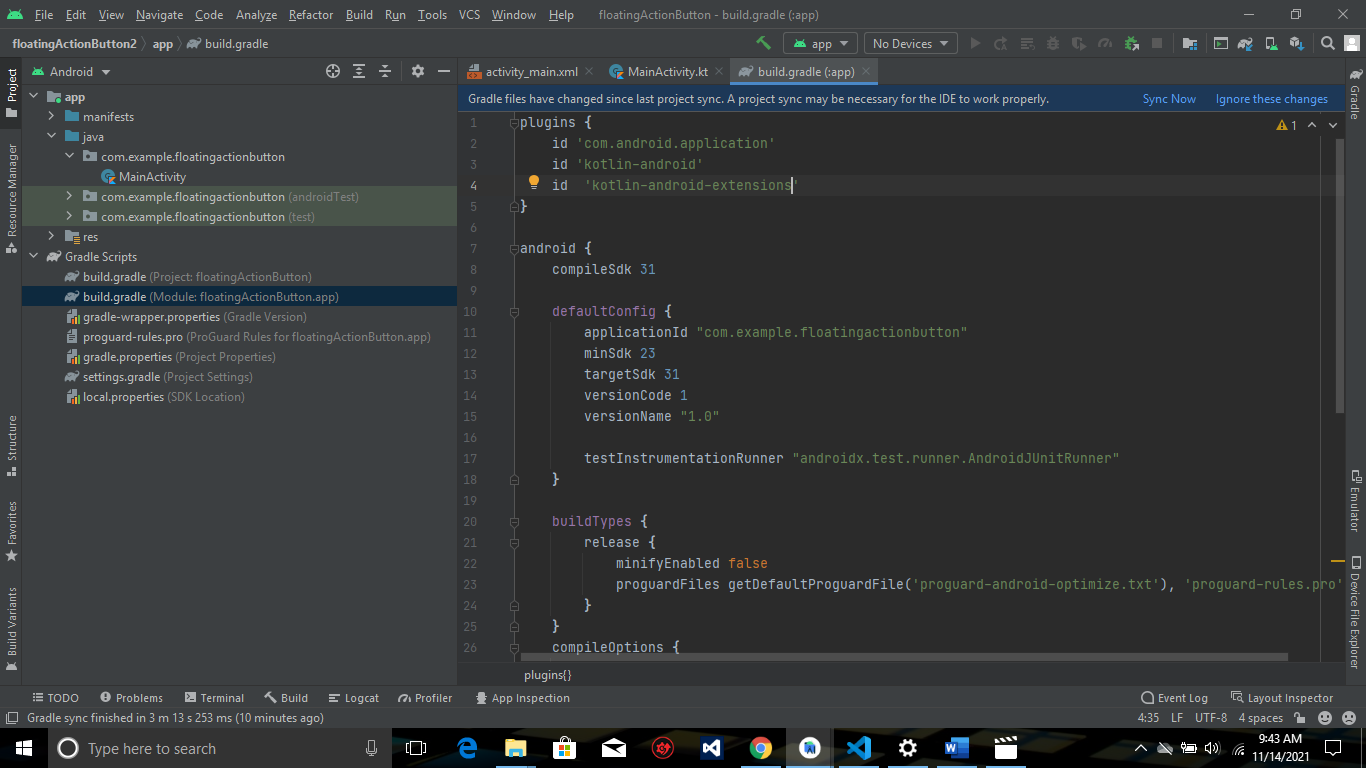 File Edit View Navigate Code Analyze Refactor Build Run Tools VCS Window Help floatingActionButton - build.gradle (:app)
floatingActionButton2 app build.gradle app No Devices
Android activity_main.xml MainActivity.kt build.gradle (:app)
Gradle files have changed since last project sync. A project sync may be necessary for the IDE to work properly. Sync Now Ignore these changes
Project
Resource Manager
Structure
Favorites
Build Variants
app
manifests
java
com.example.floatingactionbutton
MainActivity
com.example.floatingactionbutton (androidTest)
com.example.floatingactionbutton (test)
res
Gradle Scripts
build.gradle (Project: floatingActionButton)
build.gradle (Module: floatingActionButton.app)
gradle-wrapper.properties (Gradle Version)
proguard-rules.pro (ProGuard Rules for floatingActionButton.app)
gradle.properties (Project Properties)
settings.gradle (Project Settings)
local.properties (SDK Location)
1 plugins {
2 id 'com.android.application'
3 id 'kotlin-android'
4 id  'kotlin-android-extensions'
5 }
6
7 android {
8 compileSdk 31
9
10 defaultConfig {
11 applicationId "com.example.floatingactionbutton"
12 minSdk 23
13 targetSdk 31
14 versionCode 1
15 versionName "1.0"
16
17 testInstrumentationRunner "androidx.test.runner.AndroidJUnitRunner"
18 }
19
20 buildTypes {
21 release {
22 minifyEnabled false
23 proguardFiles getDefaultProguardFile('proguard-android-optimize.txt'), 'proguard-rules.pro'
24 }
25 }
26 compileOptions {
1
Gradle
Emulator
Device File Explorer
plugins{}
TODO Problems Terminal Build Logcat Profiler App Inspection Event Log Layout Inspector
Gradle sync finished in 3 m 13 s 253 ms (10 minutes ago) 4:35 LF UTF-8 4 spaces
Type here to search
9:43 AM
11/14/2021